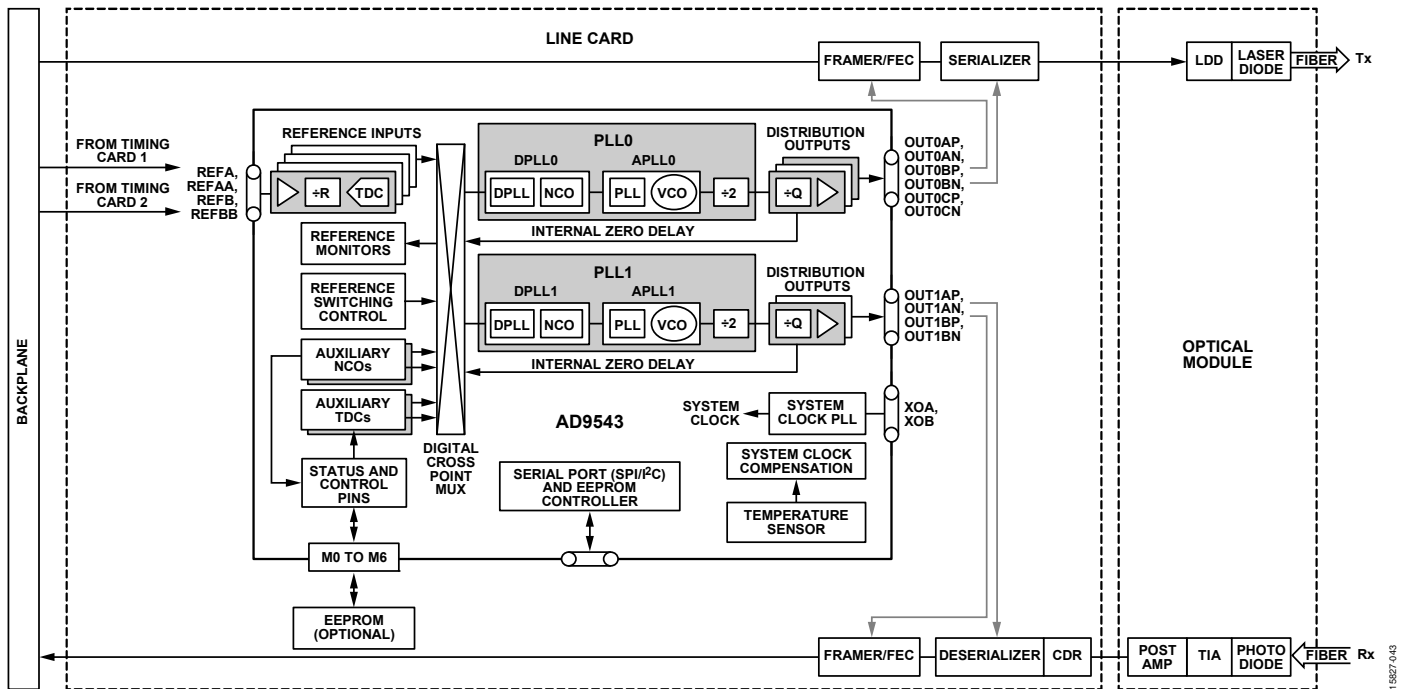 LINE CARD
FRAMER/FEC
SERIALIZER
LDD
LASER
DIODE
FIBER
Tx
BACKPLANE
FROM TIMING
CARD 1
FROM TIMING
CARD 2
REFA,
REFAA,
REFB,
REFBB
REFERENCE INPUTS
÷R
TDC
PLL0
DPLL0
APLL0
DPLL
NCO
PLL
VCO
÷2
DISTRIBUTION
OUTPUTS
÷Q
OUT0AP,
OUT0AN,
OUT0BP,
OUT0BN,
OUT0CP,
OUT0CN
INTERNAL ZERO DELAY
REFERENCE
MONITORS
REFERENCE
SWITCHING
CONTROL
PLL1
DPLL1
APLL1
DPLL
NCO
PLL
VCO
÷2
DISTRIBUTION
OUTPUTS
÷Q
OUT1AP,
OUT1AN,
OUT1BP,
OUT1BN
INTERNAL ZERO DELAY
AUXILIARY
NCOs
AUXILIARY
TDCs
DIGITAL
CROSS
POINT
MUX
AD9543
SYSTEM
CLOCK
SYSTEM
CLOCK PLL
XOA,
XOB
SYSTEM CLOCK
COMPENSATION
TEMPERATURE
SENSOR
STATUS AND
CONTROL
PINS
SERIAL PORT (SPI/I²C)
AND EEPROM
CONTROLLER
M0 TO M6
EEPROM
(OPTIONAL)
OPTICAL
MODULE
FRAMER/FEC
DESERIALIZER
CDR
POST
AMP
TIA
PHOTO
DIODE
FIBER
Rx
15827-043